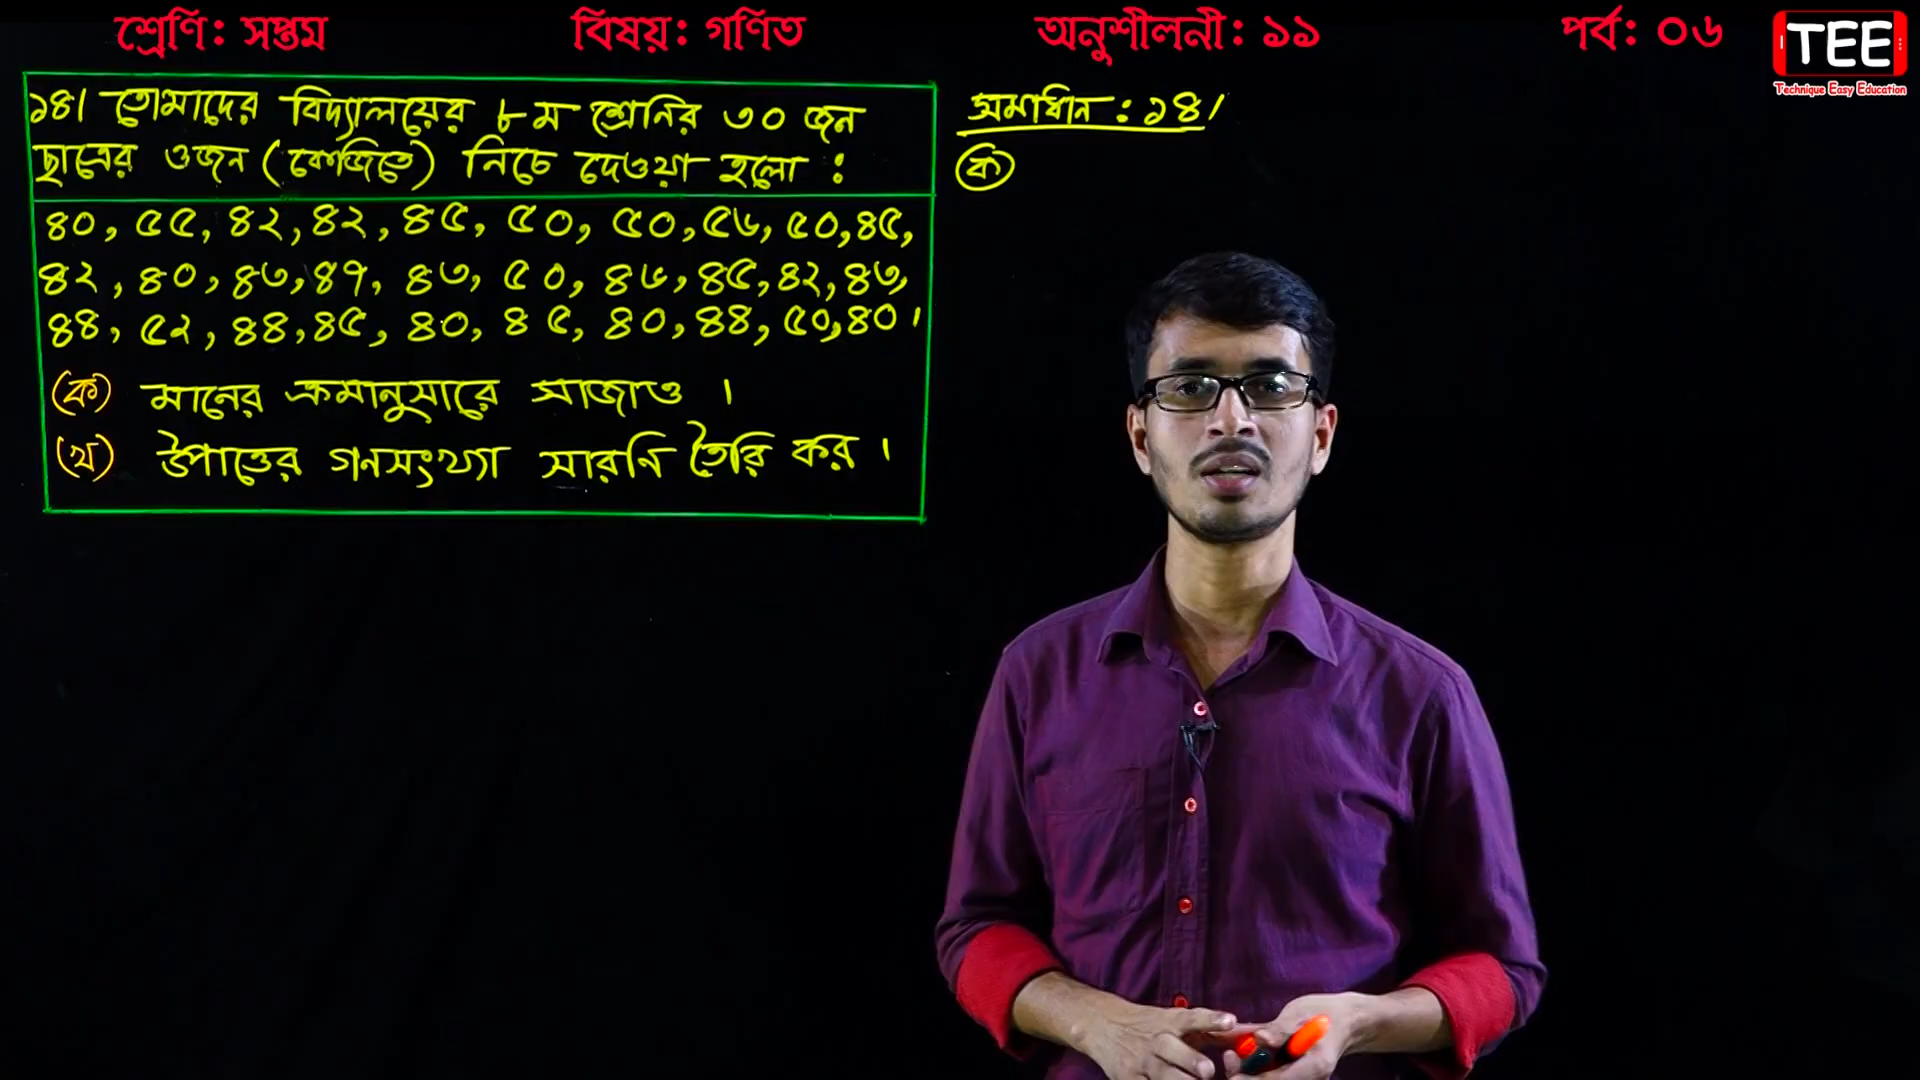 শ্রেণি: সপ্তম বিষয়: গণিত অনুশীলনী: ১১ পর্ব: ০৬
TEE
Technique Easy Education
১৪। তোমাদের বিদ্যালয়ের ৮ম শ্রেনির ৩০ জন
ছাত্রের ওজন (কেজিতে) নিচে দেওয়া হলো :
৪০, ৫৫, ৪২, ৪২, ৪৫, ৫০, ৫০, ৫৬, ৫০, ৪৫,
৪২, ৪০, ৪৩, ৪৭, ৪৩, ৫০, ৪৬, ৪৫, ৪২, ৪৩,
৪৪, ৫২, ৪৪, ৪৫, ৪০, ৪৫, ৪০, ৪৪, ৫০, ৪০।
(ক) মানের ক্রমানুসারে সাজাও ।
(খ) উপাত্তের গনসংখ্যা সারনি তৈরি কর ।
সমাধান : ১৪।
ক